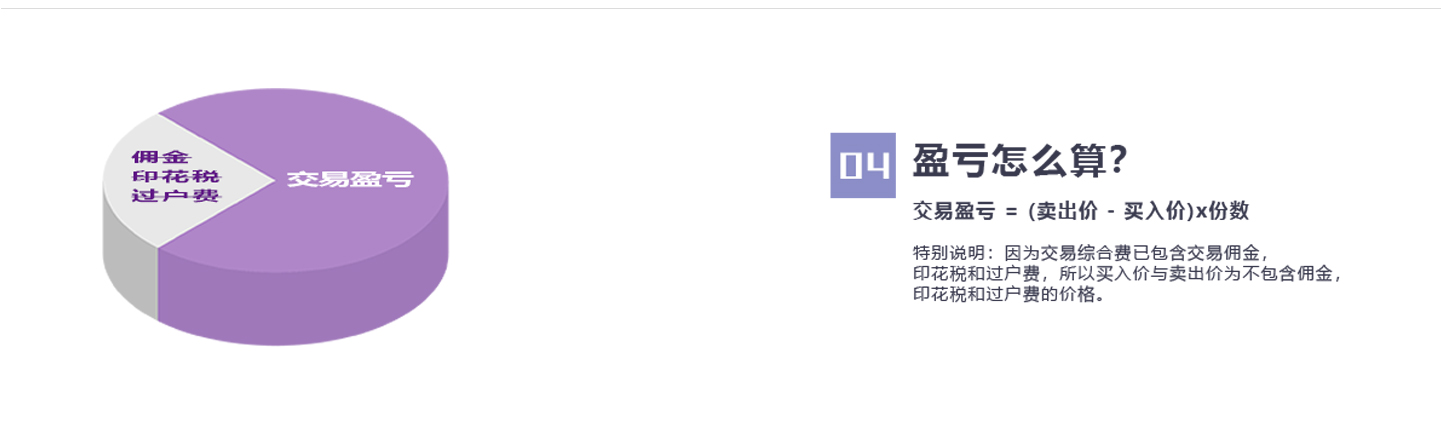 佣金
印花税
过户费
交易盈亏
04
盈亏怎么算？
交易盈亏 = (卖出价 - 买入价)x份数
特别说明：因为交易综合费已包含交易佣金，
印花税和过户费，所以买入价与卖出价为不包含佣金，
印花税和过户费的价格。